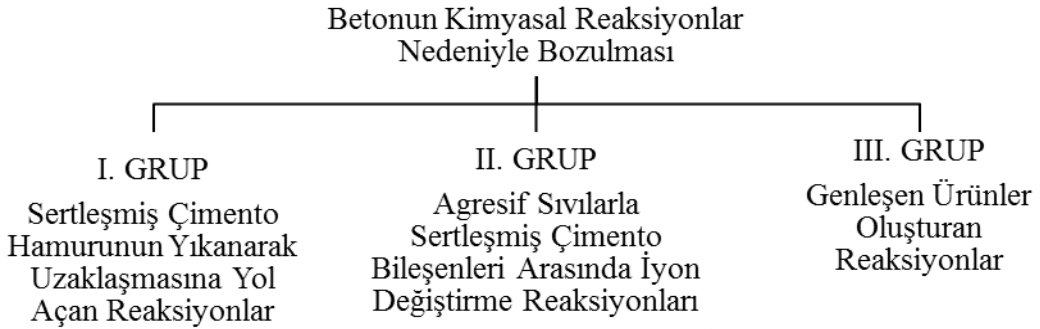 Betonun Kimyasal Reaksiyonlar
Nedeniyle Bozulması
I. GRUP
Sertleşmiş Çimento
Hamurunun Yıkanarak
Uzaklaşmasına Yol
Açan Reaksiyonlar
II. GRUP
Agresif Sıvılarla
Sertleşmiş Çimento
Bileşenleri Arasında İyon
Değiştirme Reaksiyonları
III. GRUP
Genleşen Ürünler
Oluşturan
Reaksiyonlar